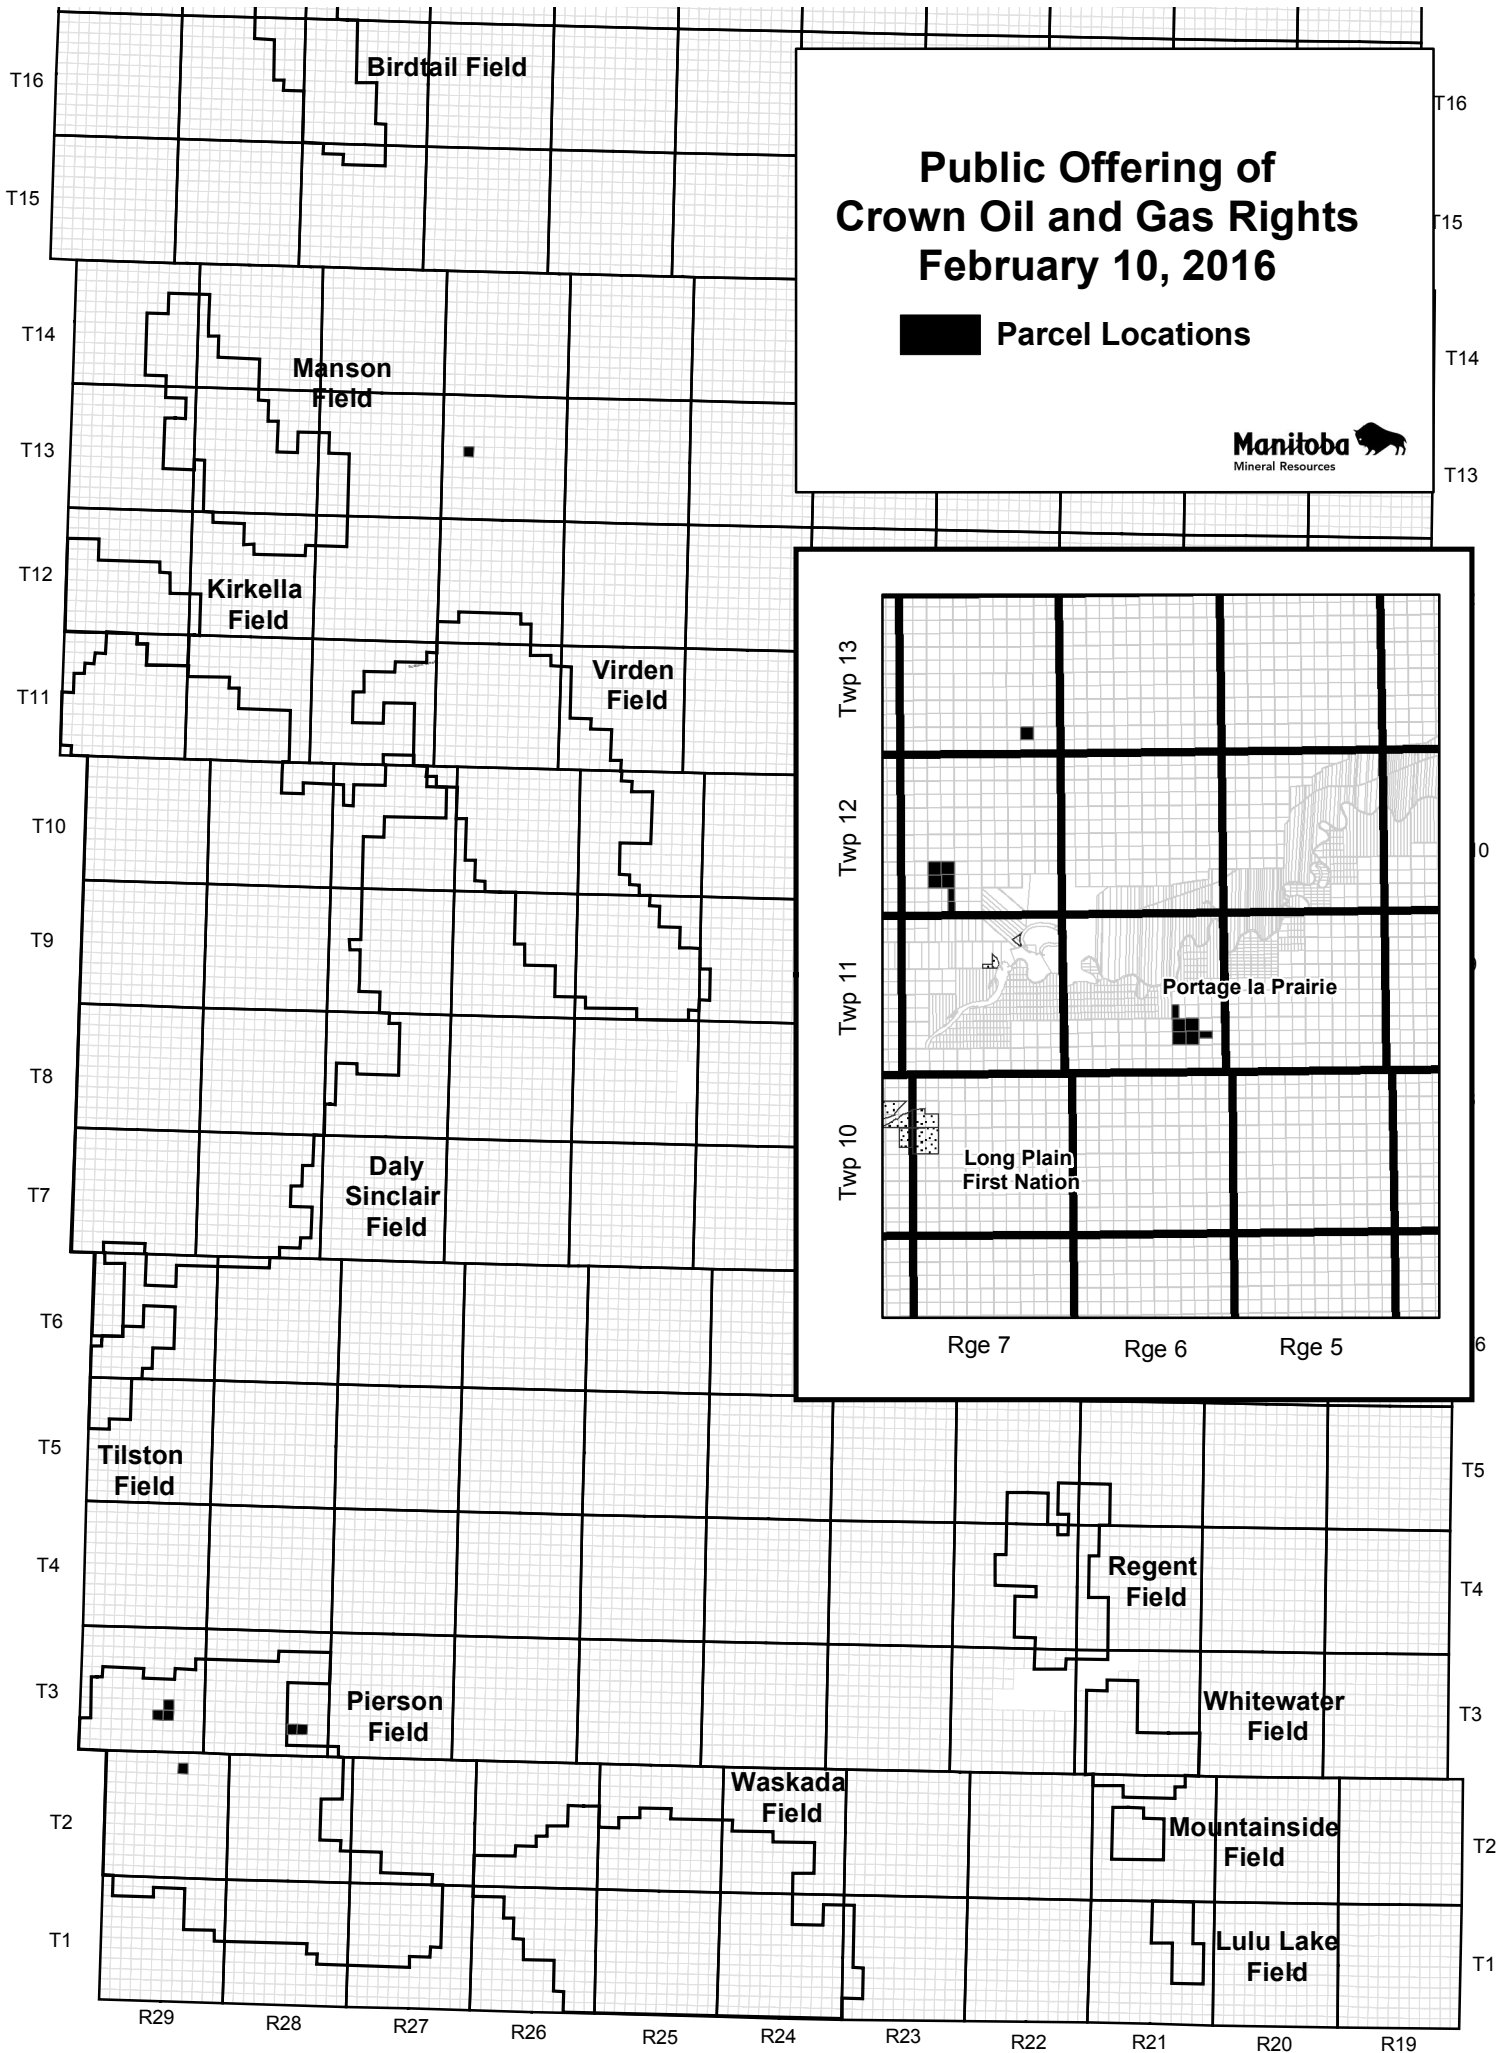 Birdtail Field
T16
T16
Public Offering of
Crown Oil and Gas Rights
February 10, 2016
Parcel Locations
Manitoba
Mineral Resources
T15
T15
T14
T14
Manson
Field
T13
T13
T12
Kirkella
Field
Virden
Field
T11
T10
10
T9
T8
Daly
Sinclair
Field
T7
T6
6
Twp 13
Twp 12
Twp 11
Twp 10
Portage la Prairie
Long Plain
First Nation
Rge 7
Rge 6
Rge 5
T5
T5
Tilston
Field
T4
T4
Regent
Field
T3
T3
Pierson
Field
Whitewater
Field
Waskada
Field
T2
T2
Mountainside
Field
T1
T1
Lulu Lake
Field
R29
R28
R27
R26
R25
R24
R23
R22
R21
R20
R19